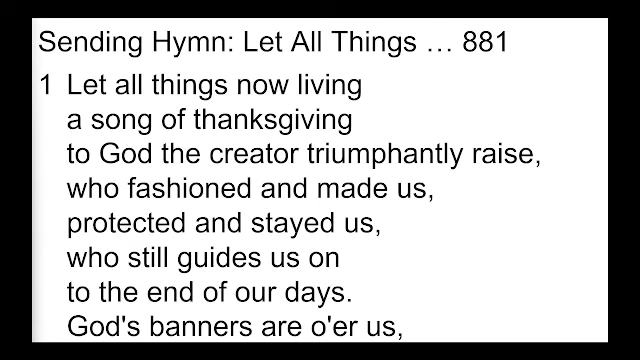 Sending Hymn: Let All Things … 881
1 Let all things now living
a song of thanksgiving
to God the creator triumphantly raise,
who fashioned and made us,
protected and stayed us,
who still guides us on
to the end of our days.
God's banners are o'er us,